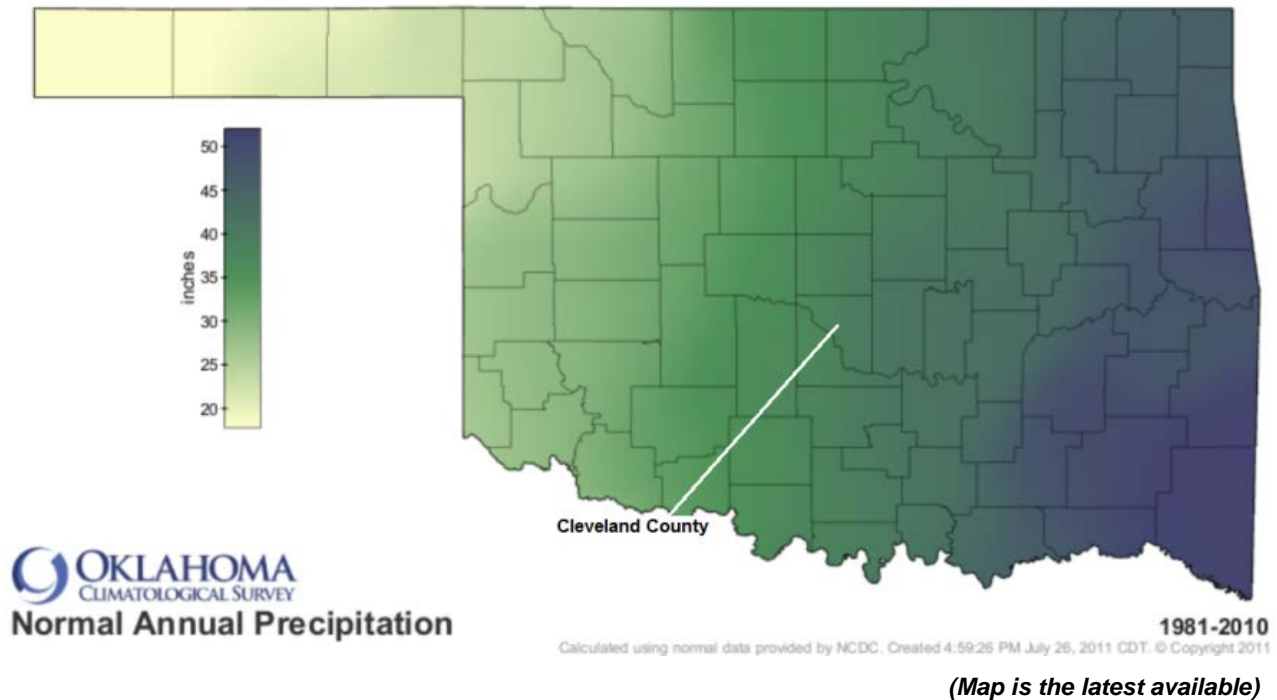 50
45
40
35
30
25
20
inches
Cleveland County
OKLAHOMA
CLIMATOLOGICAL SURVEY
Normal Annual Precipitation
1981-2010
Calculated using normal data provided by NCDC. Created 4:59:26 PM July 26, 2011 CDT. © Copyright 2011
(Map is the latest available)